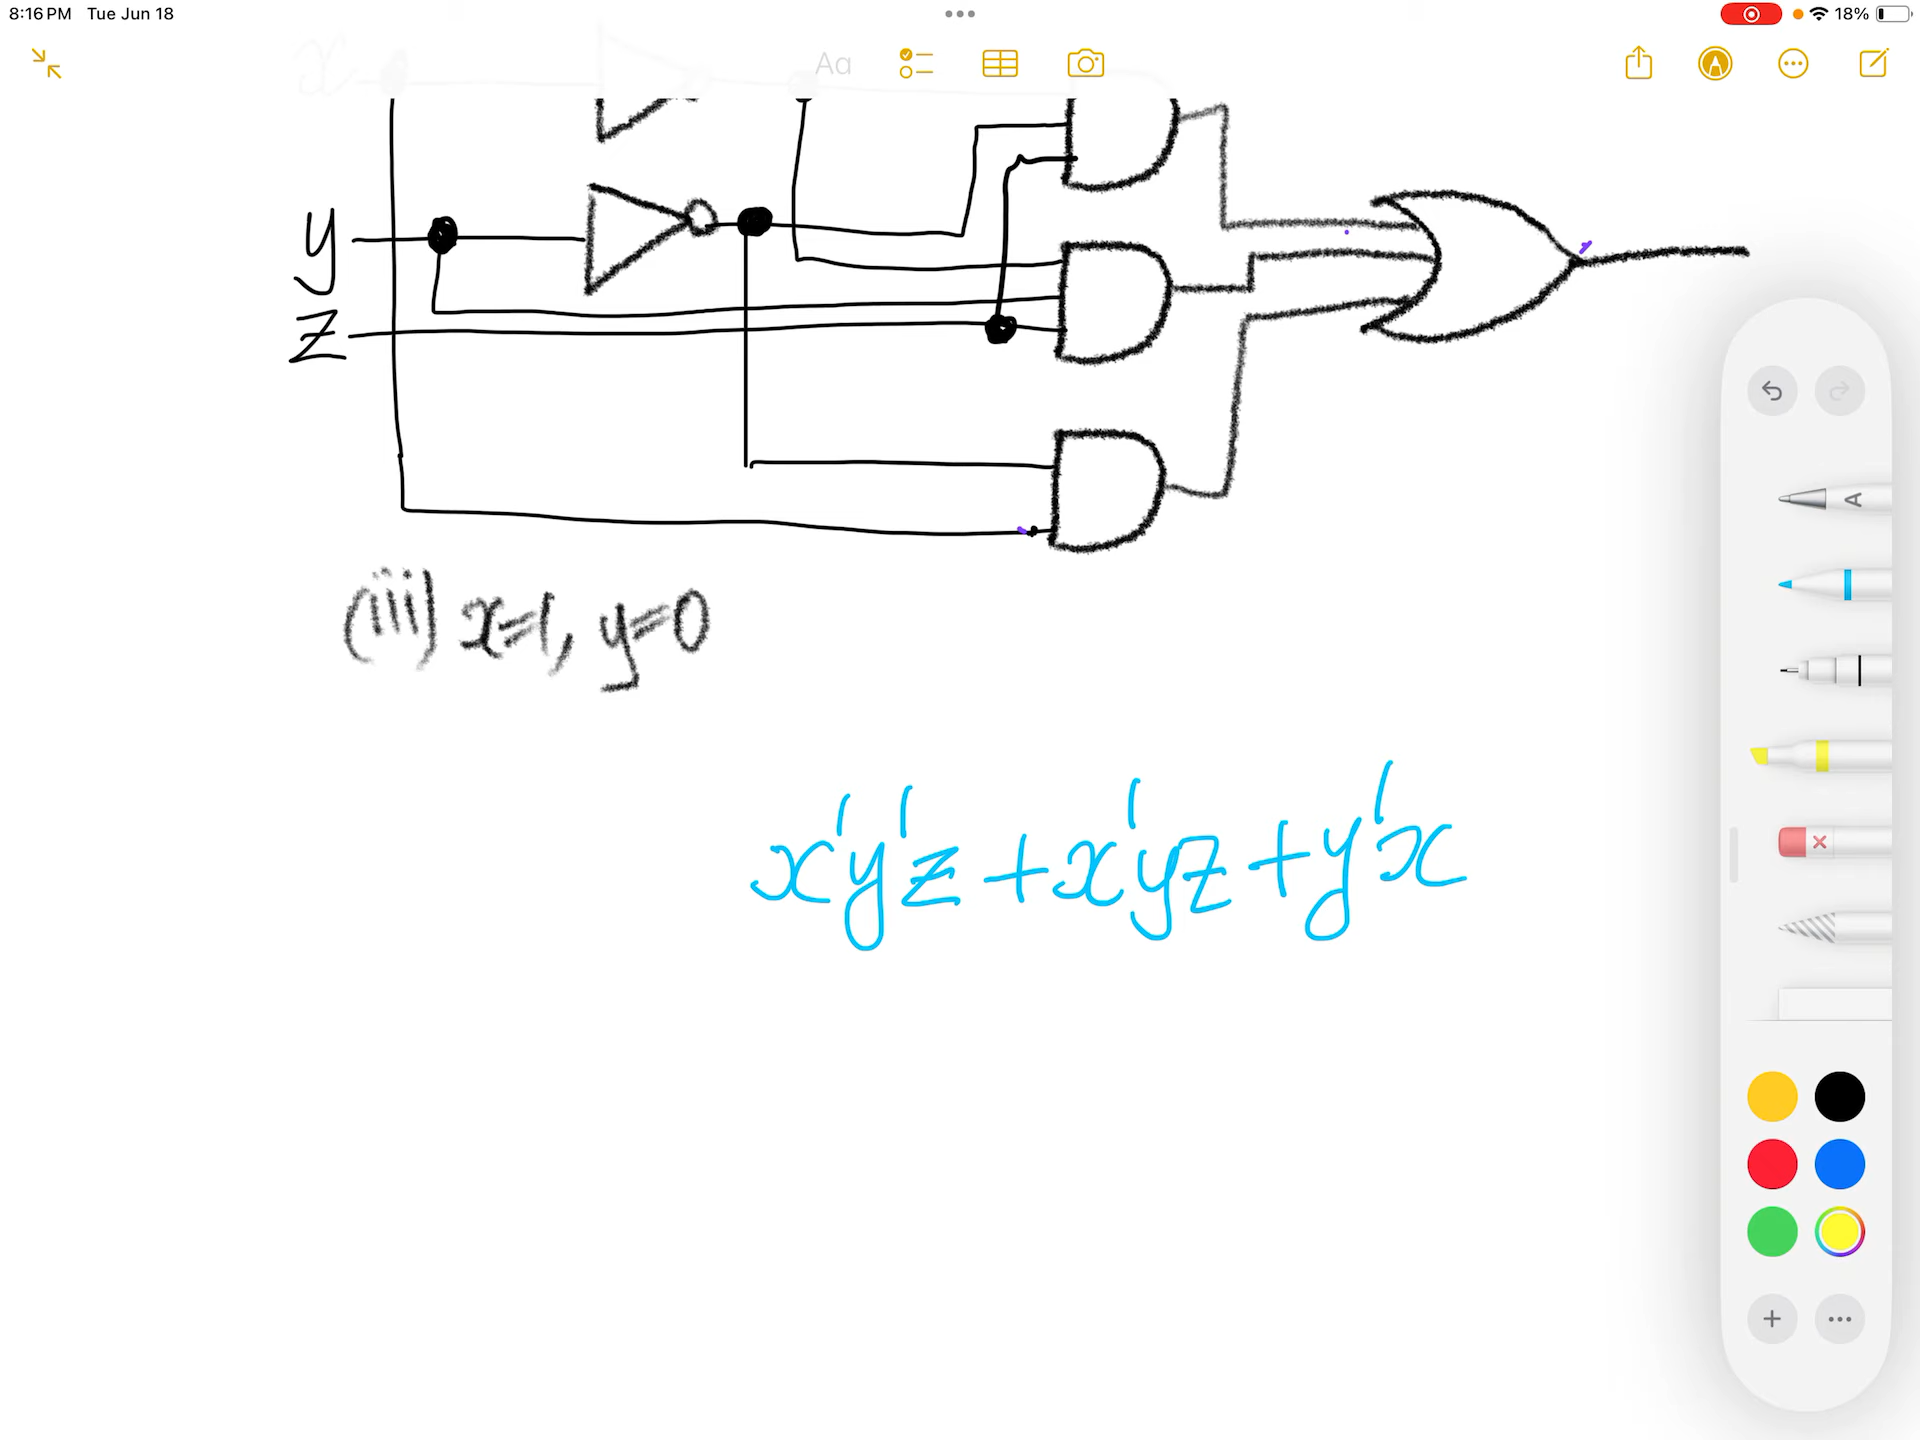 8:16 PM Tue Jun 18
18%
Aa
x
y
z
A
(iii) x=1, y=0
x'y'z + x'yz + y'x